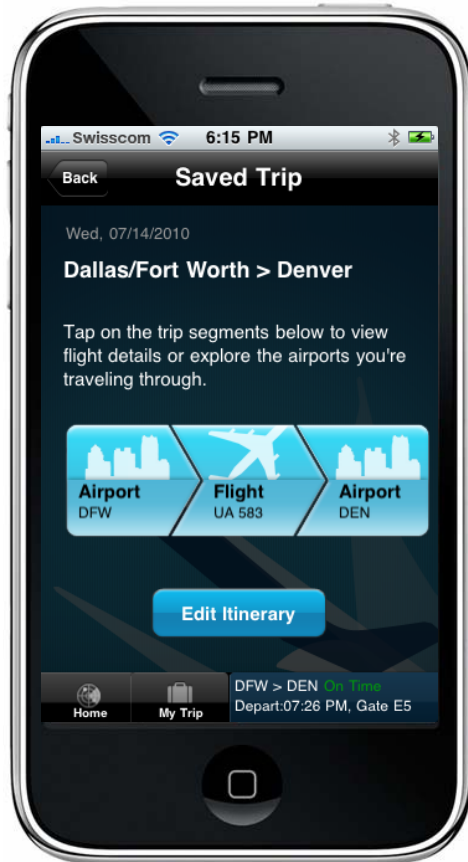 Swisscom 6:15 PM
Back Saved Trip
Wed, 07/14/2010
Dallas/Fort Worth > Denver
Tap on the trip segments below to view
flight details or explore the airports you're
traveling through.
Airport Flight Airport
DFW UA 583 DEN
Edit Itinerary
DFW > DEN On Time
Depart:07:26 PM, Gate E5
Home My Trip